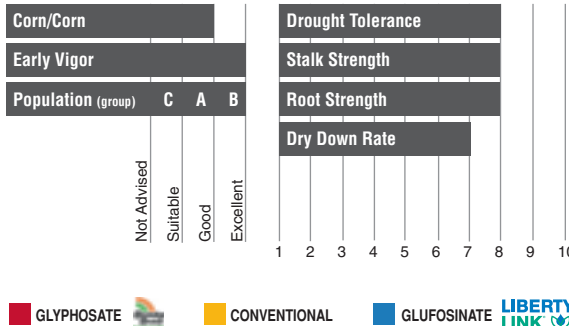 Corn/Corn
Early Vigor
Population (group) C A B
Not Advised
Suitable
Good
Excellent
Drought Tolerance
Stalk Strength
Root Strength
Dry Down Rate
1 2 3 4 5 6 7 8 9 10
GLYPHOSATE
CONVENTIONAL
GLUFOSINATE
LIBERTY
LINK